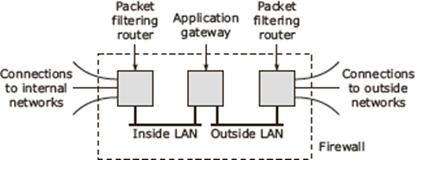 Packet
filtering
router
Application
gateway
Packet
filtering
router
Connections
to internal
networks
Connections
to outside
networks
Inside LAN
Outside LAN
Firewall